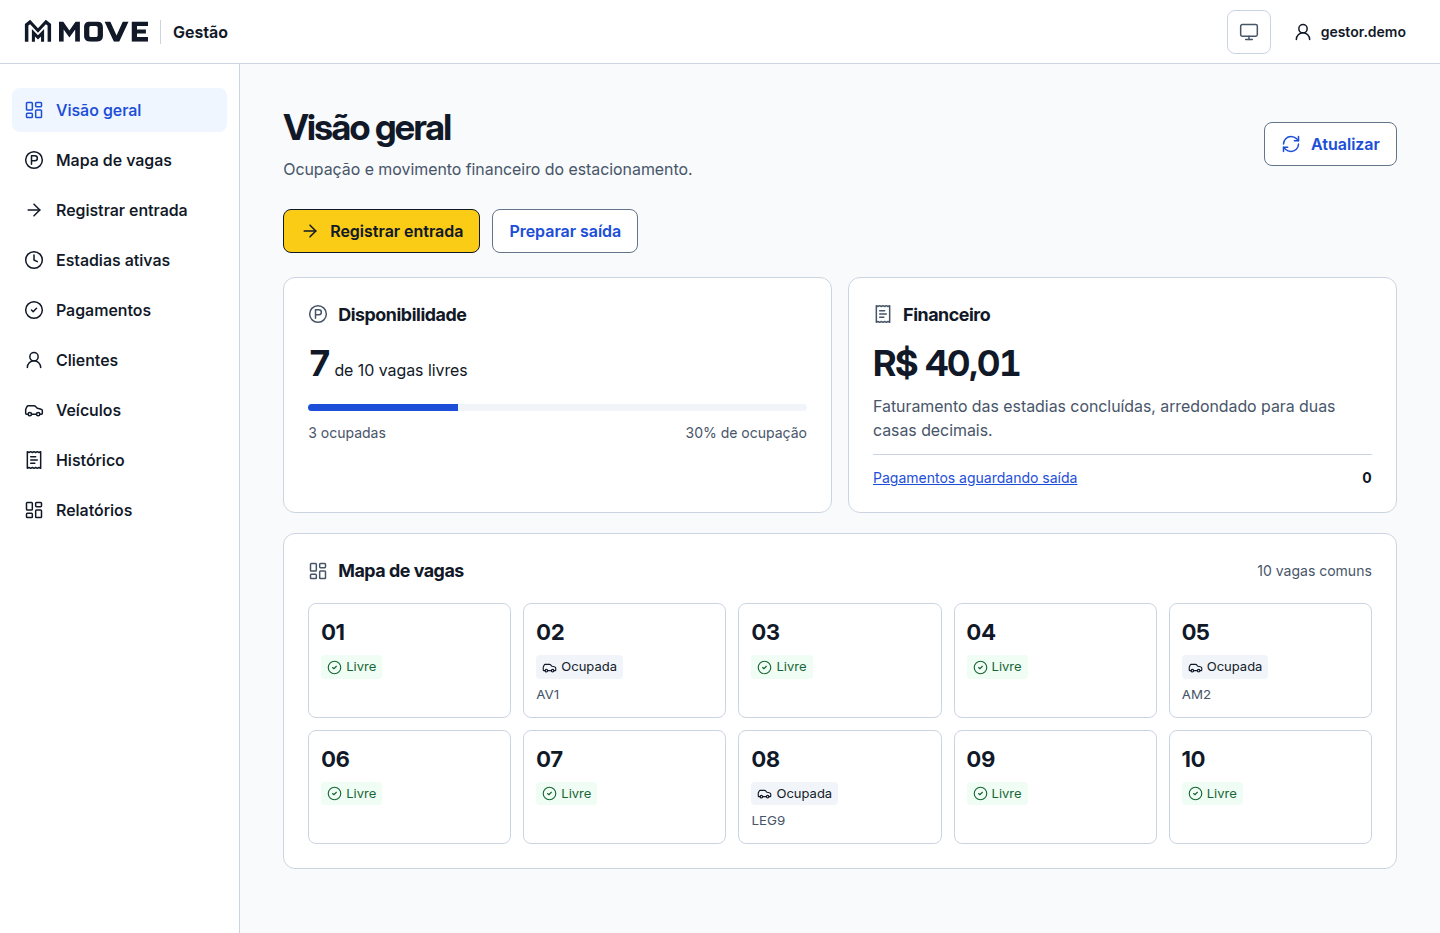 MOVE Gestão
gestor.demo
Visão geral
Mapa de vagas
Registrar entrada
Estadias ativas
Pagamentos
Clientes
Veículos
Histórico
Relatórios
Visão geral
Ocupação e movimento financeiro do estacionamento.
Atualizar
Registrar entrada
Preparar saída
Disponibilidade
7 de 10 vagas livres
3 ocupadas
30% de ocupação
Financeiro
R$ 40,01
Faturamento das estadias concluídas, arredondado para duas
casas decimais.
Pagamentos aguardando saída
0
Mapa de vagas
10 vagas comuns
01
Livre
02
Ocupada
AV1
03
Livre
04
Livre
05
Ocupada
AM2
06
Livre
07
Livre
08
Ocupada
LEG9
09
Livre
10
Livre